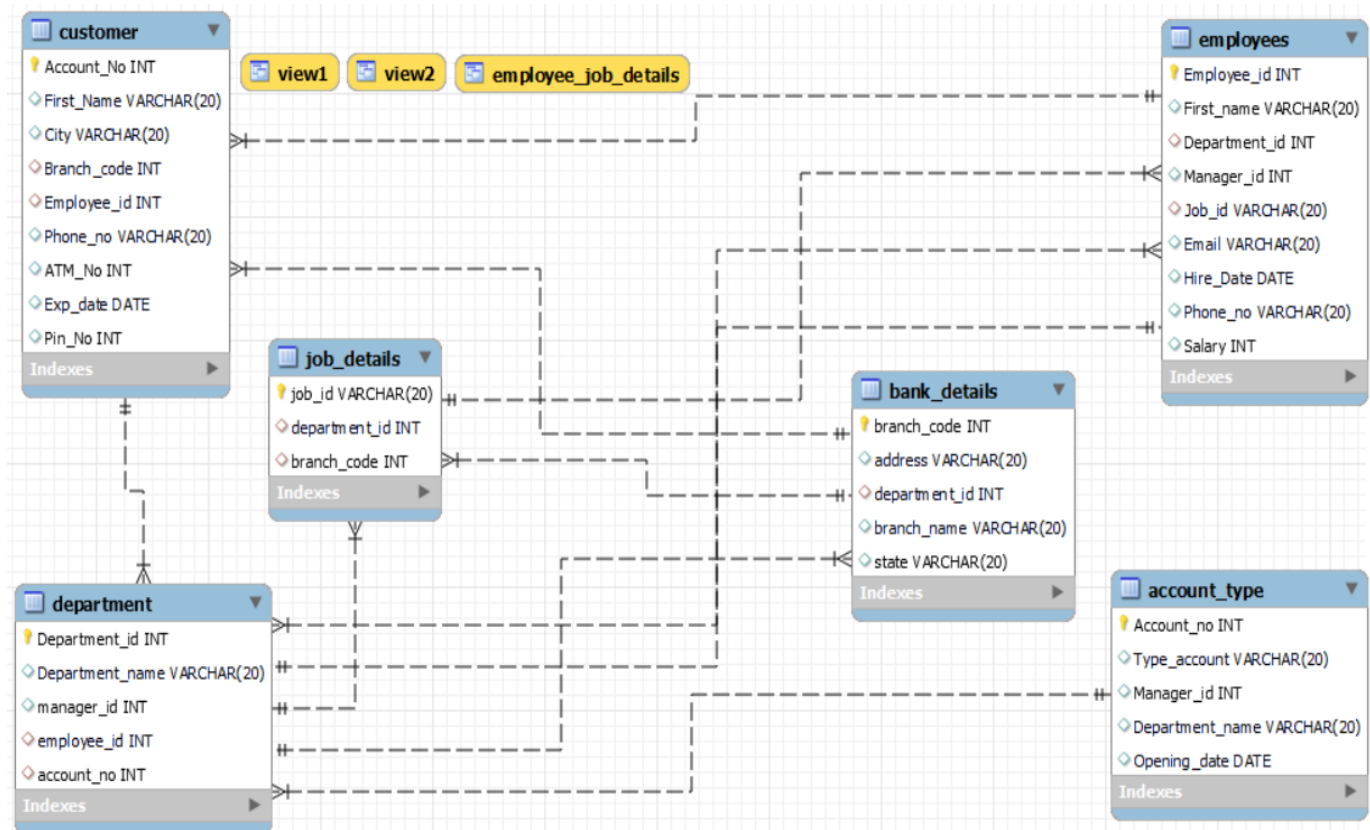 customer
Account_No INT
First_Name VARCHAR(20)
City VARCHAR(20)
Branch_code INT
Employee_id INT
Phone_no VARCHAR(20)
ATM_No INT
Exp_date DATE
Pin_No INT
Indexes
view1
view2
employee_job_details
employees
Employee_id INT
First_name VARCHAR(20)
Department_id INT
Manager_id INT
Job_id VARCHAR(20)
Email VARCHAR(20)
Hire_Date DATE
Phone_no VARCHAR(20)
Salary INT
Indexes
job_details
job_id VARCHAR(20)
department_id INT
branch_code INT
Indexes
bank_details
branch_code INT
address VARCHAR(20)
department_id INT
branch_name VARCHAR(20)
state VARCHAR(20)
Indexes
department
Department_id INT
Department_name VARCHAR(20)
manager_id INT
employee_id INT
account_no INT
Indexes
account_type
Account_no INT
Type_account VARCHAR(20)
Manager_id INT
Department_name VARCHAR(20)
Opening_date DATE
Indexes